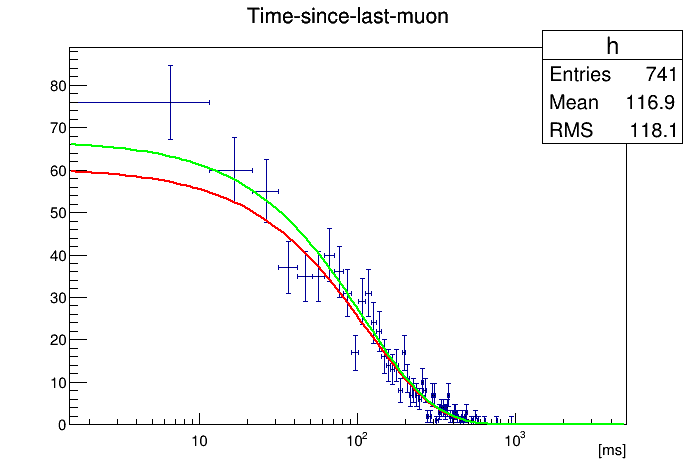 Time-since-last-muon
h
Entries 741
Mean 116.9
RMS 118.1
80
70
60
50
40
30
20
10
0
10
10²
10³
[ms]